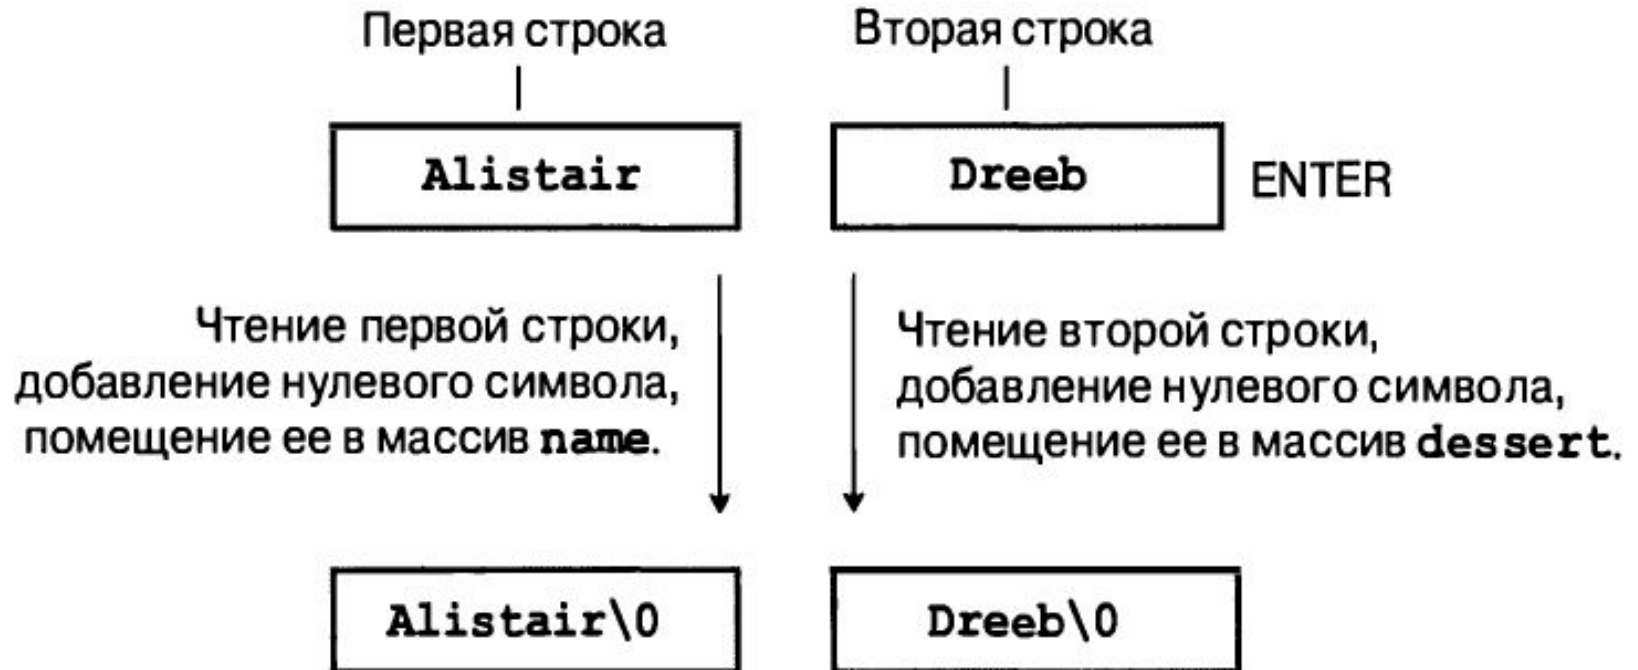 Первая строка
Вторая строка
Alistair
Dreeb
ENTER
Чтение первой строки,
добавление нулевого символа,
помещение ее в массив name.
Чтение второй строки,
добавление нулевого символа,
помещение ее в массив dessert.
Alistair\0
Dreeb\0